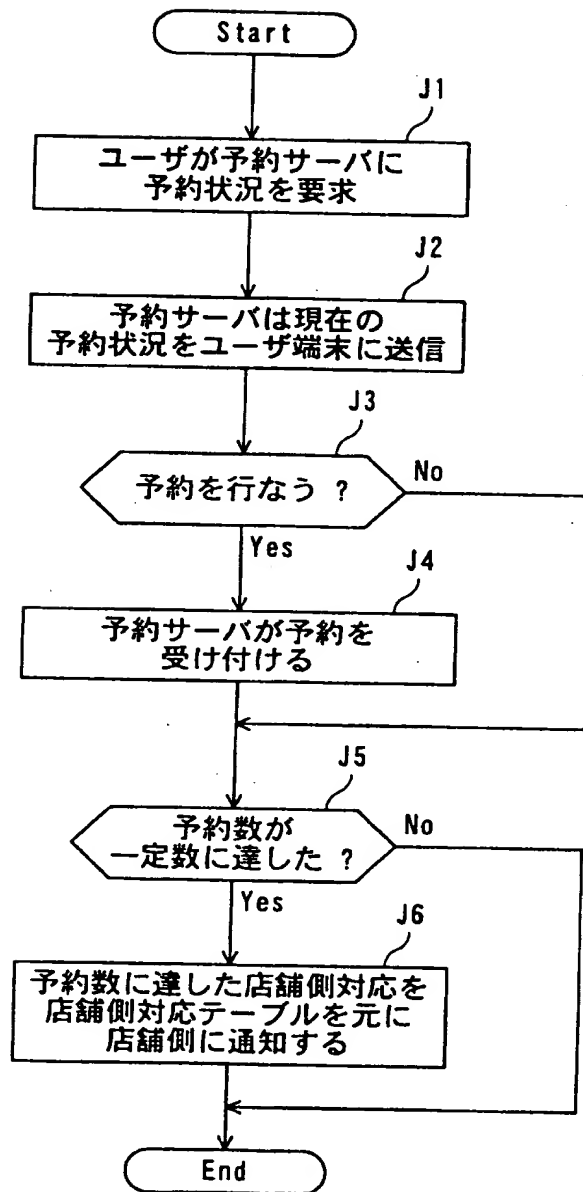 Start
J1
ユーザが予約サーバに
予約状況を要求
J2
予約サーバは現在の
予約状況をユーザ端末に送信
J3
予約を行なう ?
No
Yes
J4
予約サーバが予約を
受け付ける
J5
予約数が
一定数に達した ?
No
Yes
J6
予約数に達した店舗側対応を
店舗側対応テーブルを元に
店舗側に通知する
End